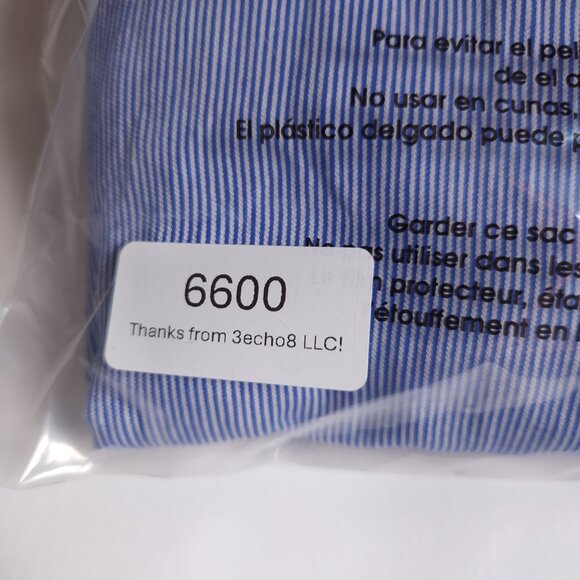 Para evitar el
de el
No usar en cunas,
El plástico delgado puede
Garder ce sac
utiliser dans les
protecteur,
étouffement en
6600
Thanks from 3echo8 LLC!